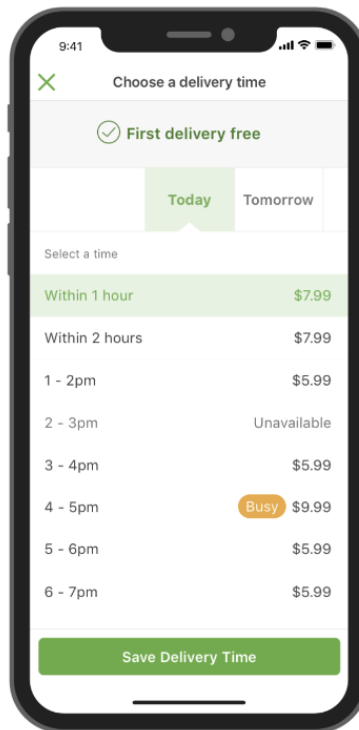 9:41
Choose a delivery time
First delivery free
Today Tomorrow
Select a time
Within 1 hour $7.99
Within 2 hours $7.99
1 - 2pm $5.99
2 - 3pm Unavailable
3 - 4pm $5.99
4 - 5pm Busy $9.99
5 - 6pm $5.99
6 - 7pm $5.99
Save Delivery Time